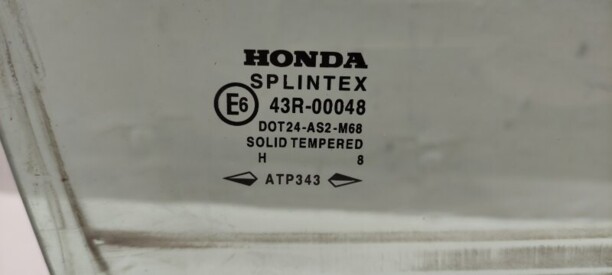 HONDA
SPLINTEX
E6 43R-00048
DOT24-AS2-M68
SOLID TEMPERED
H 8
ATP343